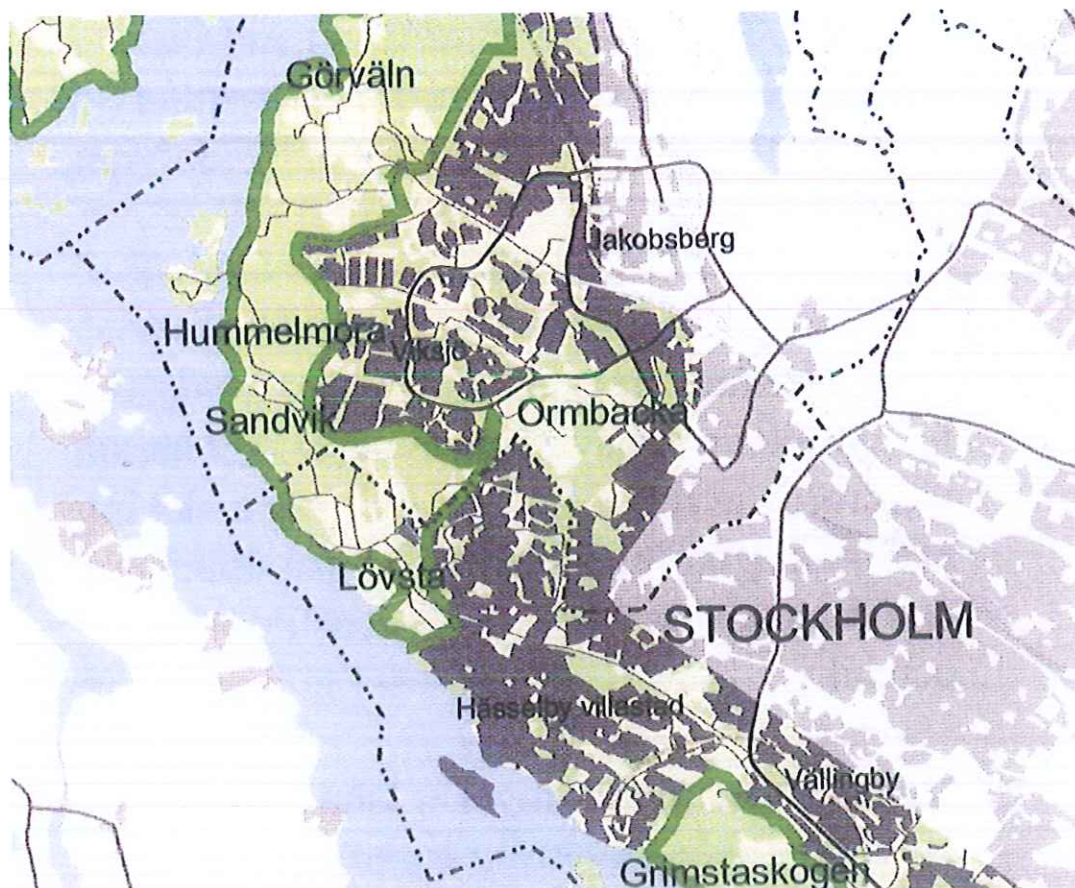 Görväln
Jakobsberg
Hummelmora
Viksjö
Sandvik
Ormbacka
Lövsta
STOCKHOLM
Hässelby villastad
Vällingby
Grimstaskogen